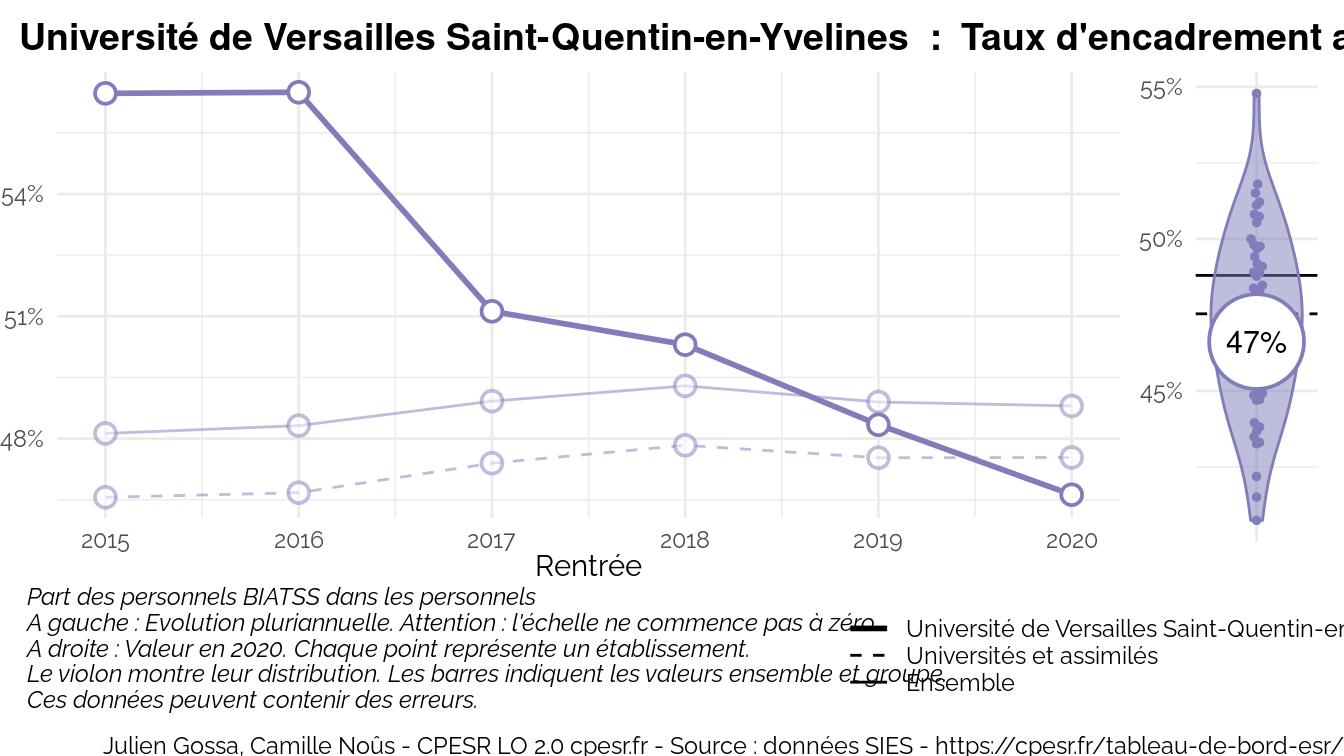 Université de Versailles Saint-Quentin-en-Yvelines : Taux d'encadrement a
54%
51%
48%
2015 2016 2017 2018 2019 2020
Rentrée
55%
50%
47%
45%
Part des personnels BIATSS dans les personnels
A gauche : Evolution pluriannuelle. Attention : l'échelle ne commence pas à zéro.
A droite : Valeur en 2020. Chaque point représente un établissement.
Le violon montre leur distribution. Les barres indiquent les valeurs ensemble et groupe.
Ces données peuvent contenir des erreurs.
Université de Versailles Saint-Quentin-en
Universités et assimilés
Ensemble
Julien Gossa, Camille Noûs - CPESR LO 2.0 cpesr.fr - Source : données SIES - https://cpesr.fr/tableau-de-bord-esr/